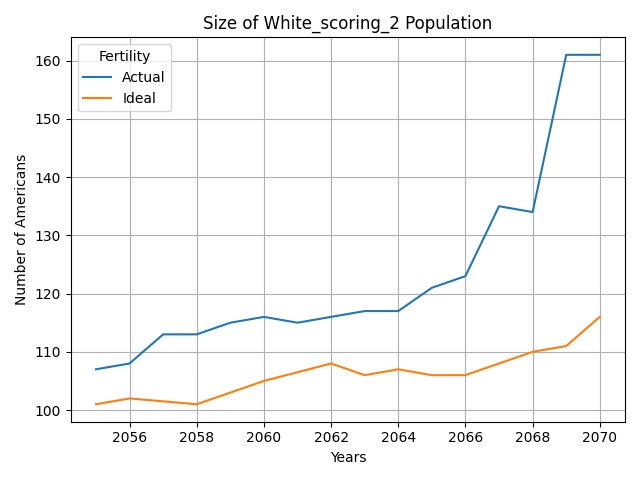 Size of White_scoring_2 Population
Fertility
Actual
Ideal
Number of Americans
160
150
140
130
120
110
100
2056 2058 2060 2062 2064 2066 2068 2070
Years